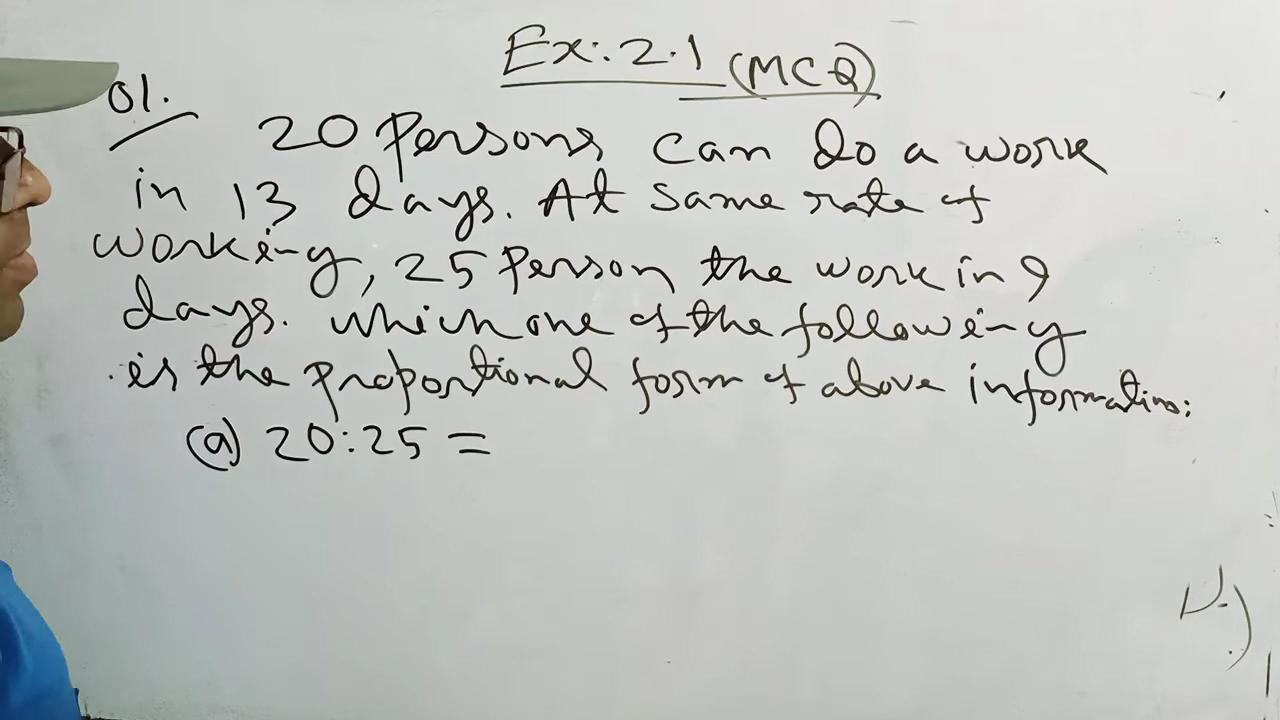 Ex: 2.1 (MCQ)
01.
20 Persons can do a work
in 13 days. At same rate of
working, 25 Person the work in 9
days. which one of the following
is the proportional form of above information:
(a) 20:25 =